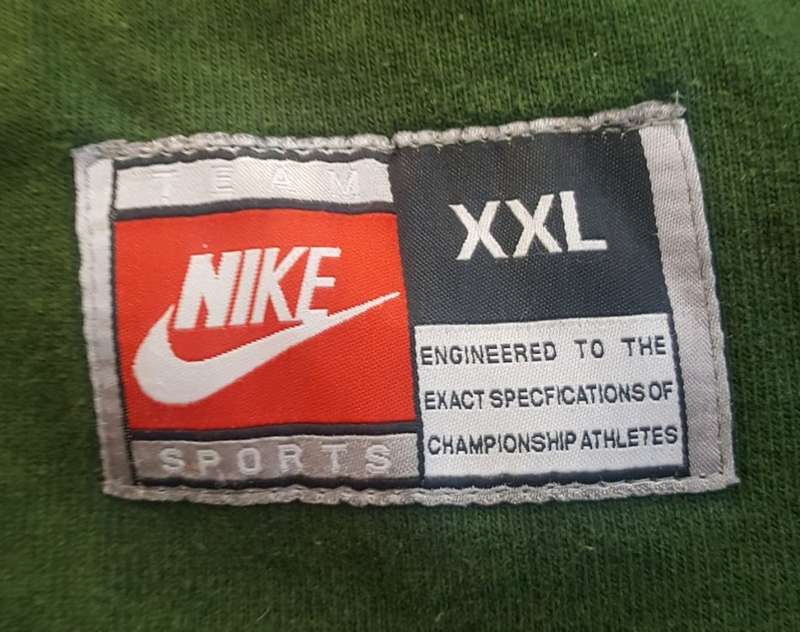 TEAM
NIKE
SPORTS
XXL
ENGINEERED TO THE
EXACT SPECFICATIONS OF
CHAMPIONSHIP ATHLETES